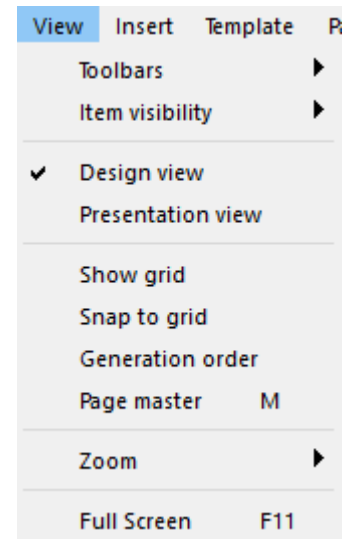 View Insert Template
Toolbars
Item visibility
Design view
Presentation view
Show grid
Snap to grid
Generation order
Page master M
Zoom
Full Screen F11